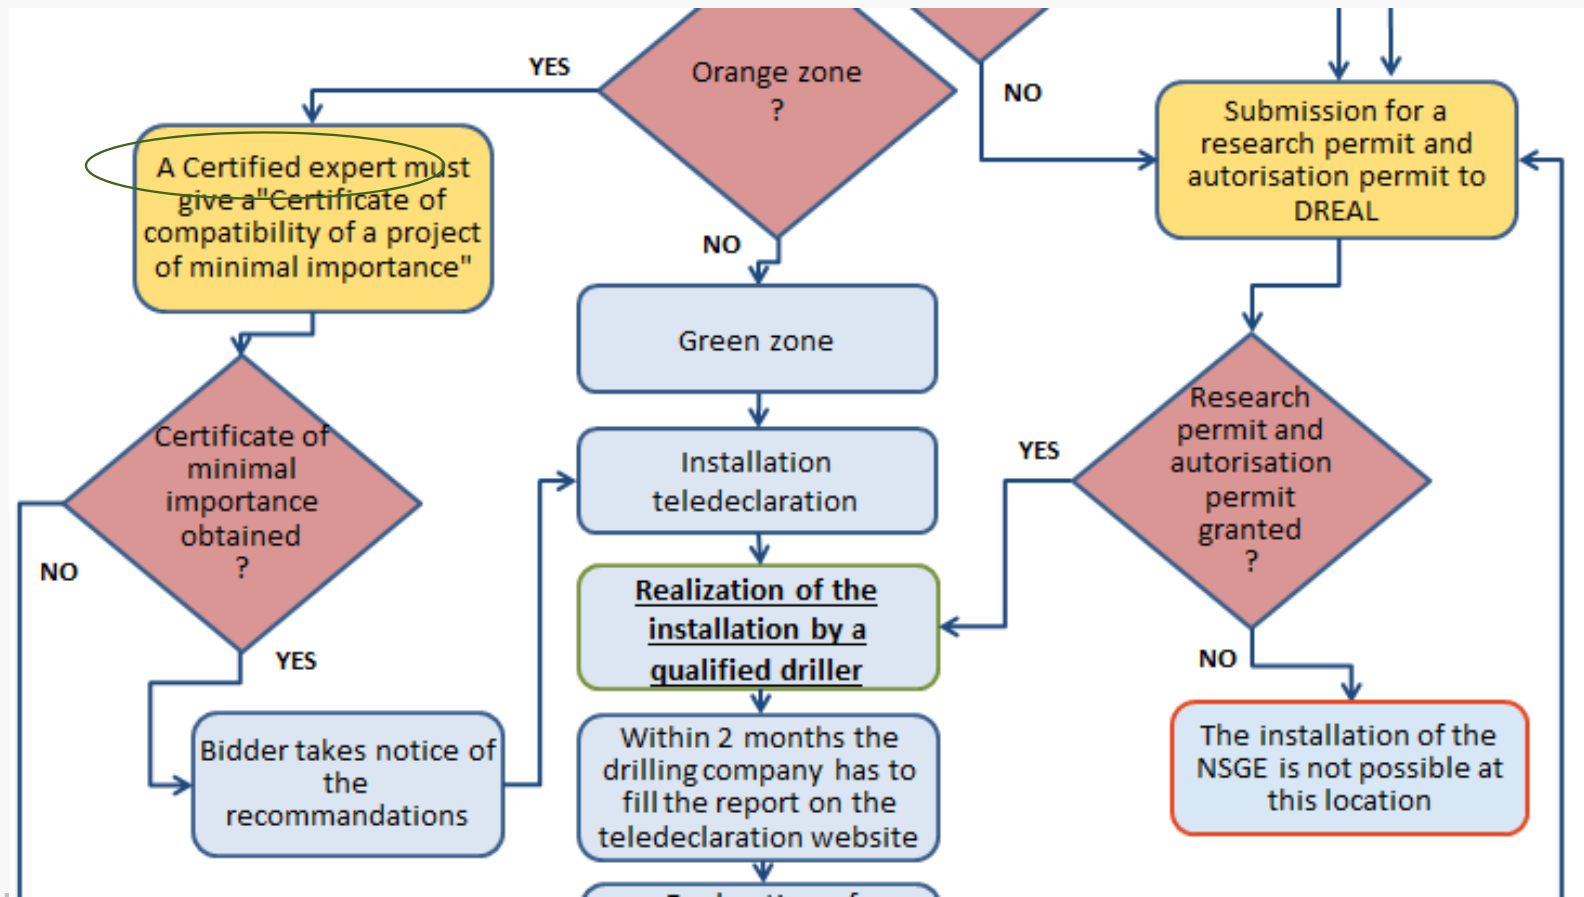 Orange zone
?
YES
NO
NO
A Certified expert must
give a"Certificate of
compatibility of a project
of minimal importance"
Submission for a
research permit and
autorisation permit to
DREAL
Green zone
Certificate of
minimal
importance
obtained
?
NO
YES
Installation
teledeclaration
Research
permit and
autorisation
permit
granted
?
YES
NO
Realization of the
installation by a
qualified driller
Bidder takes notice of
the
recommandations
Within 2 months the
drilling company has to
fill the report on the
teledeclaration website
The installation of the
NSGE is not possible at
this location